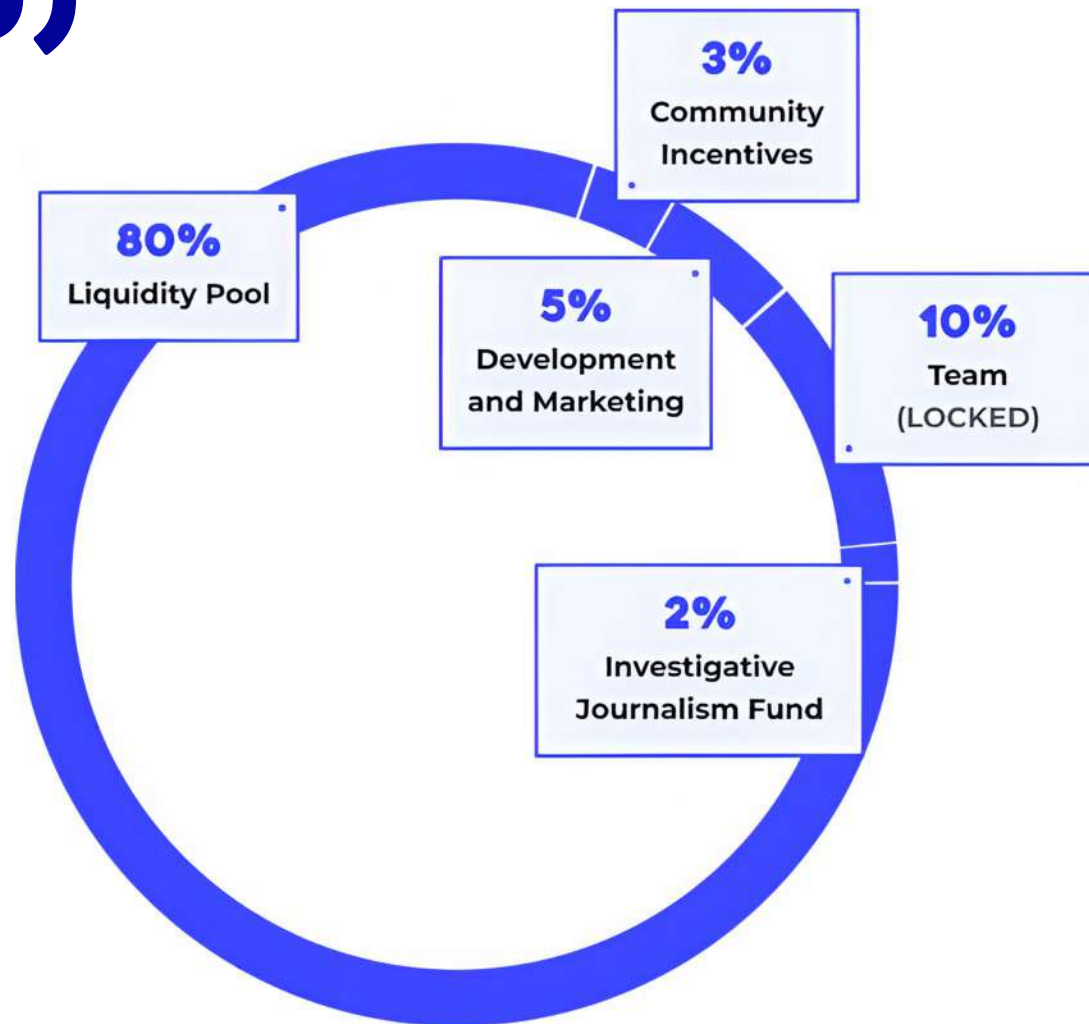 3%
Community
Incentives
80%
Liquidity Pool
5%
Development
and Marketing
10%
Team
(LOCKED)
2%
Investigative
Journalism Fund